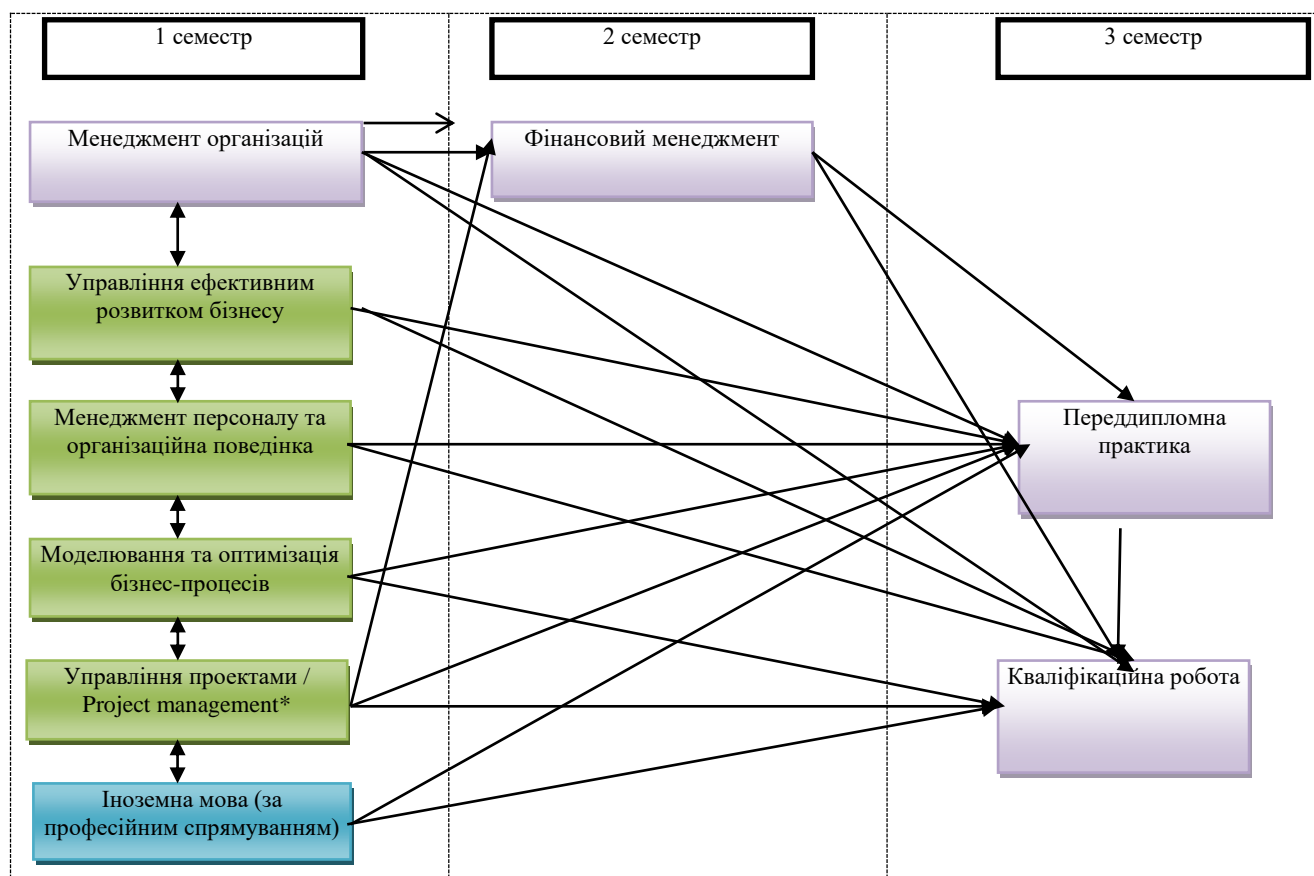 1 семестр
2 семестр
3 семестр
Менеджмент організацій
Фінансовий менеджмент
Управління ефективним
розвитком бізнесу
Менеджмент персоналу та
організаційна поведінка
Переддипломна
практика
Моделювання та оптимізація
бізнес-процесів
Управління проектами /
Project management*
Кваліфікаційна робота
Іноземна мова (за
професійним спрямуванням)